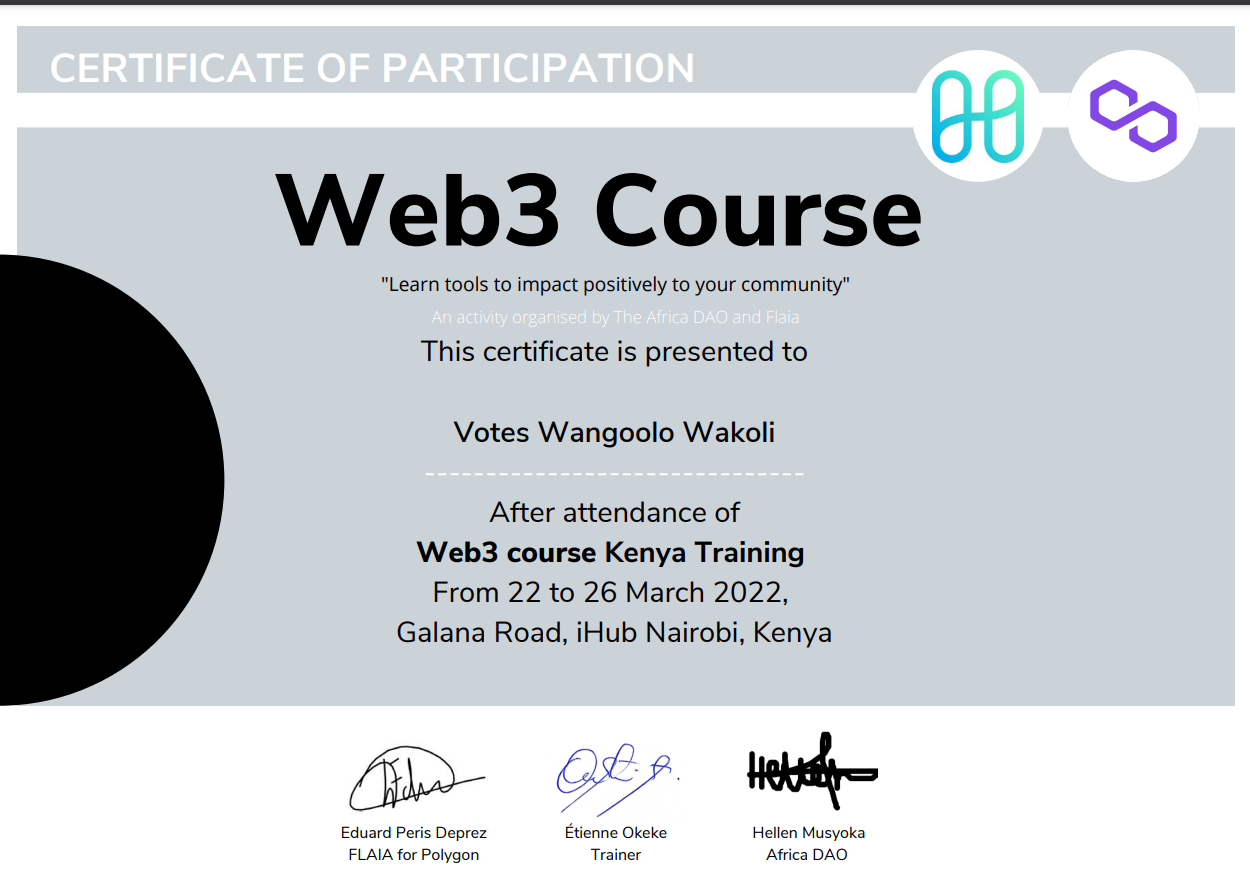 CERTIFICATE OF PARTICIPATION
Web3 Course
"Learn tools to impact positively to your community"
An activity organised by The Africa DAO and Flaia
This certificate is presented to
Votes Wangoolo Wakoli
--------------------------------
After attendance of
Web3 course Kenya Training
From 22 to 26 March 2022,
Galana Road, iHub Nairobi, Kenya
Eduard Peris Deprez
FLAIA for Polygon
Étienne Okeke
Trainer
Hellen Musyoka
Africa DAO